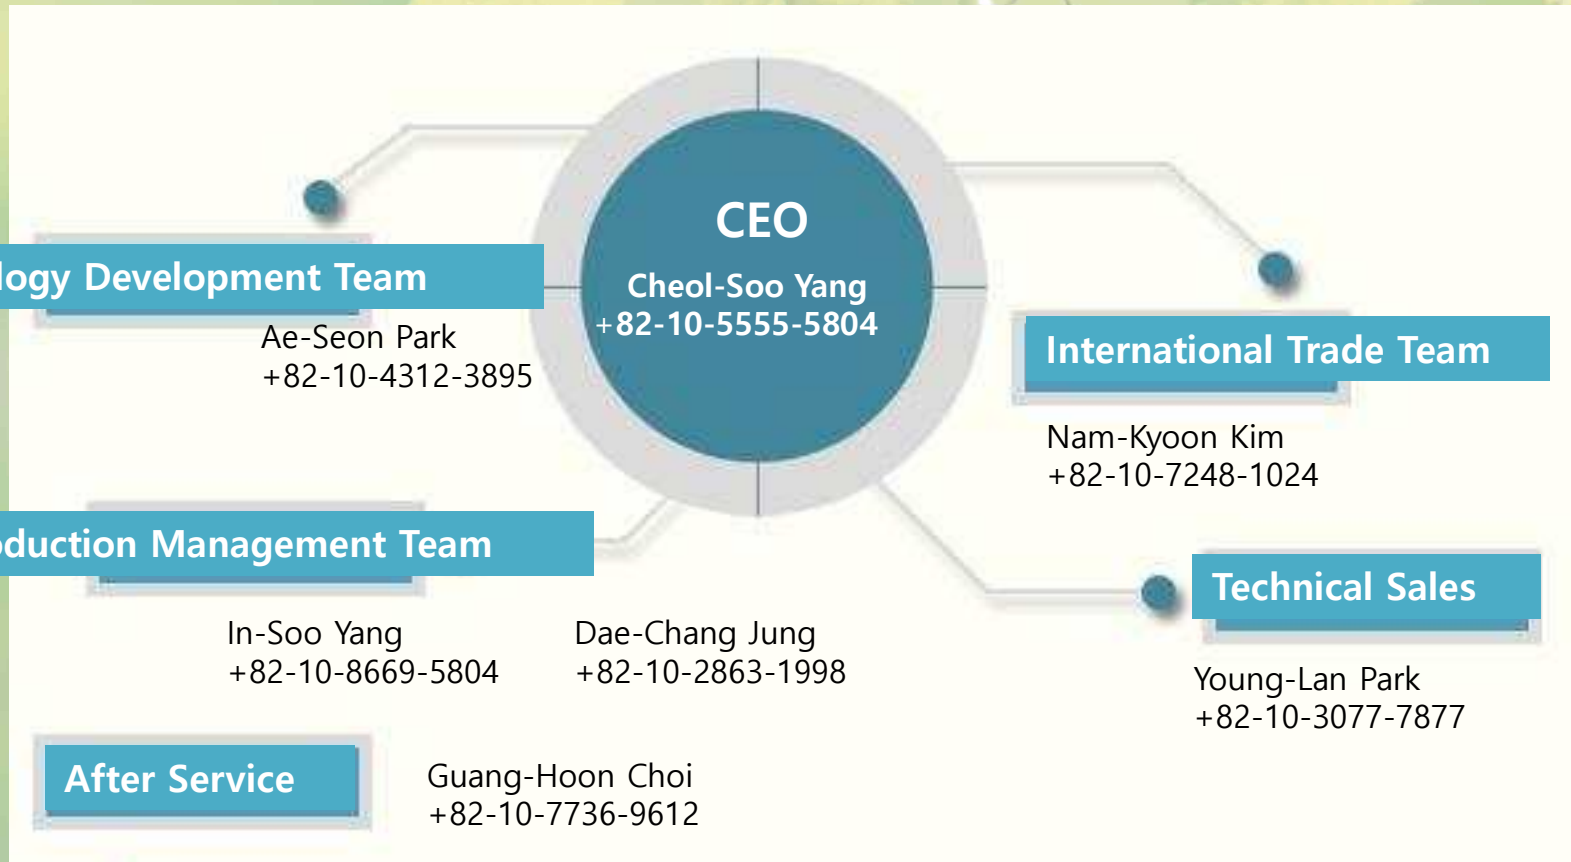 CEO
Cheol-Soo Yang
+82-10-5555-5804
Development Team
Ae-Seon Park
+82-10-4312-3895
International Trade Team
Nam-Kyoon Kim
+82-10-7248-1024
Management Team
In-Soo Yang
+82-10-8669-5804
Dae-Chang Jung
+82-10-2863-1998
Technical Sales
Young-Lan Park
+82-10-3077-7877
After Service
Guang-Hoon Choi
+82-10-7736-9612